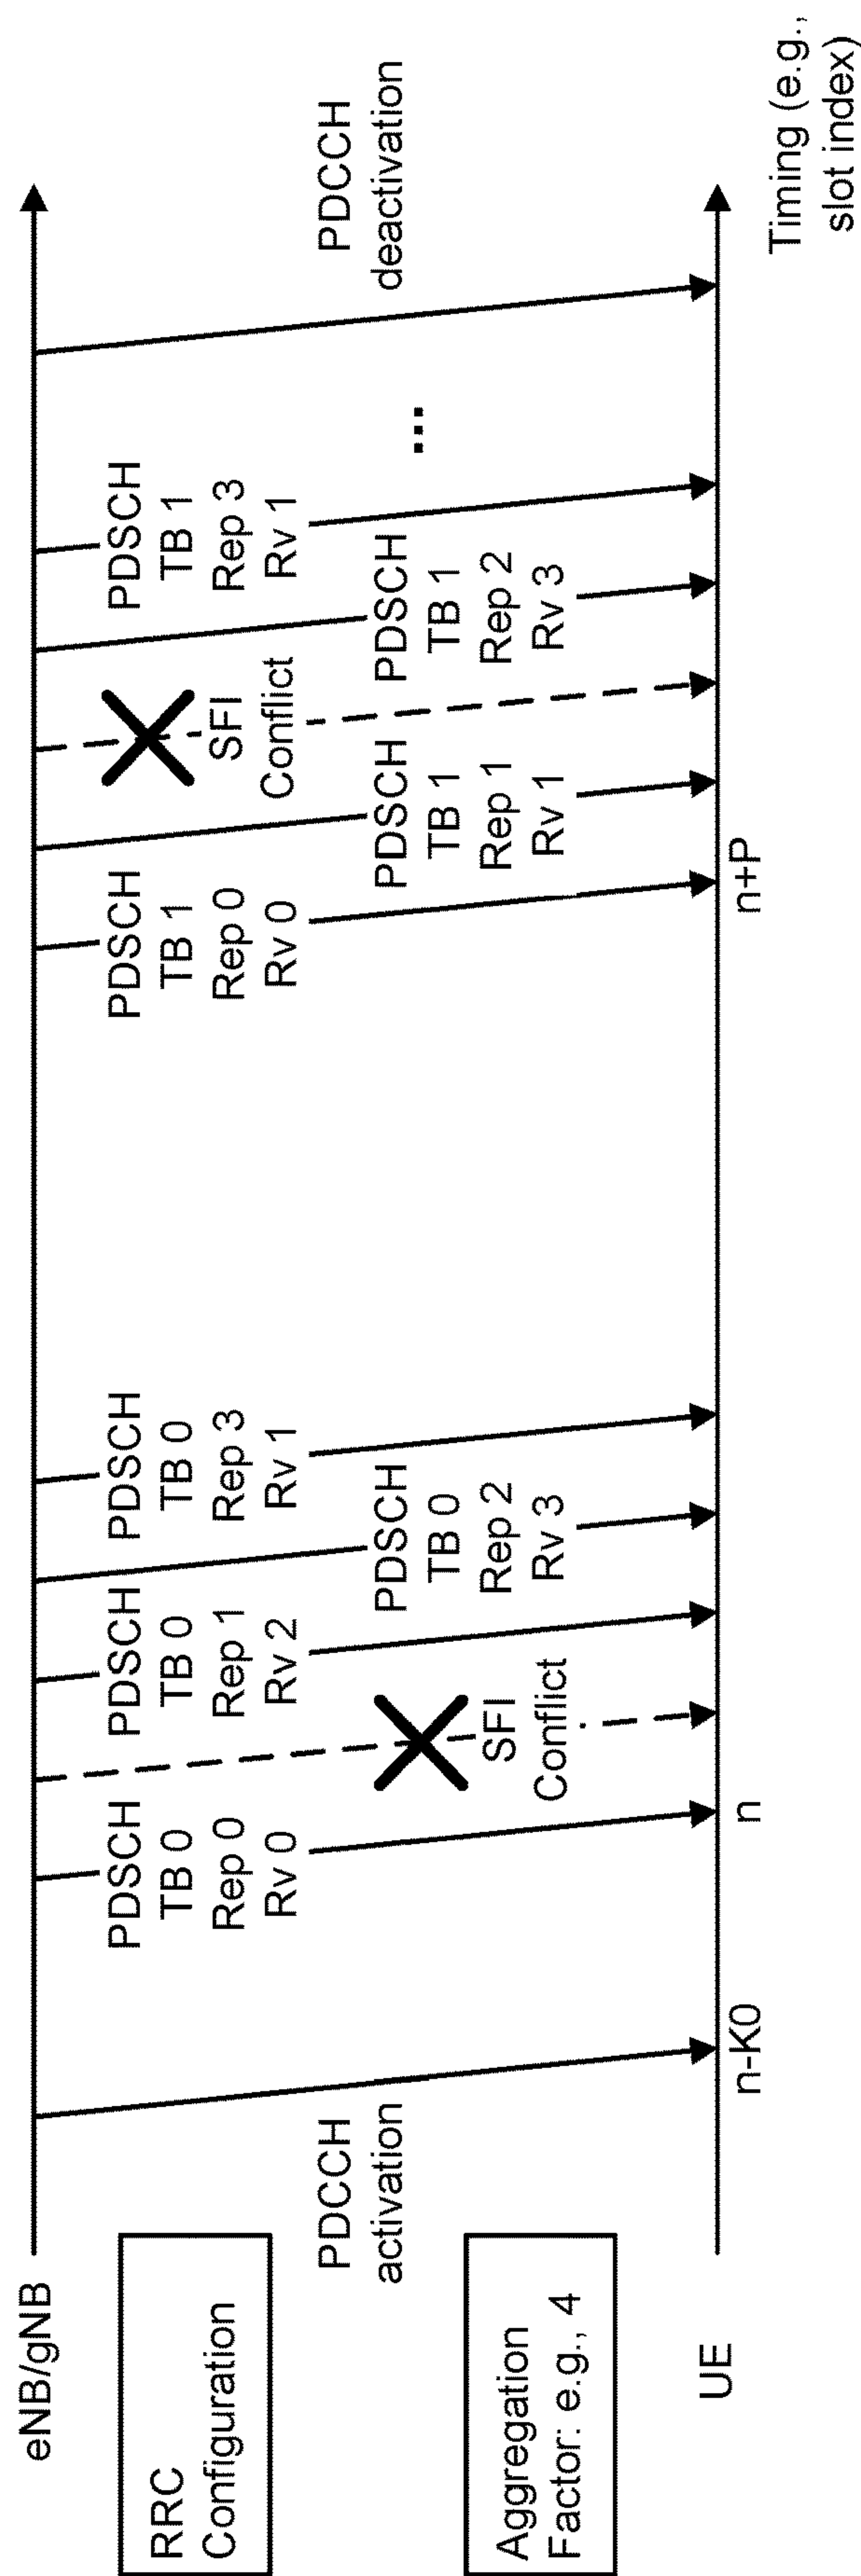 eNB/gNB
RRC
Configuration
Aggregation
Factor: e.g., 4
UE
PDCCH
activation
n-K0
PDSCH
TB 0
Rep 0
Rv 0
n
SFI
Conflict
PDSCH
TB 0
Rep 1
Rv 2
PDSCH
TB 0
Rep 2
Rv 3
PDSCH
TB 0
Rep 3
Rv 1
PDSCH
TB 1
Rep 0
Rv 0
n+P
PDSCH
TB 1
Rep 1
Rv 1
SFI
Conflict
PDSCH
TB 1
Rep 2
Rv 3
PDSCH
TB 1
Rep 3
Rv 1
...
PDCCH
deactivation
Timing (e.g.,
slot index)